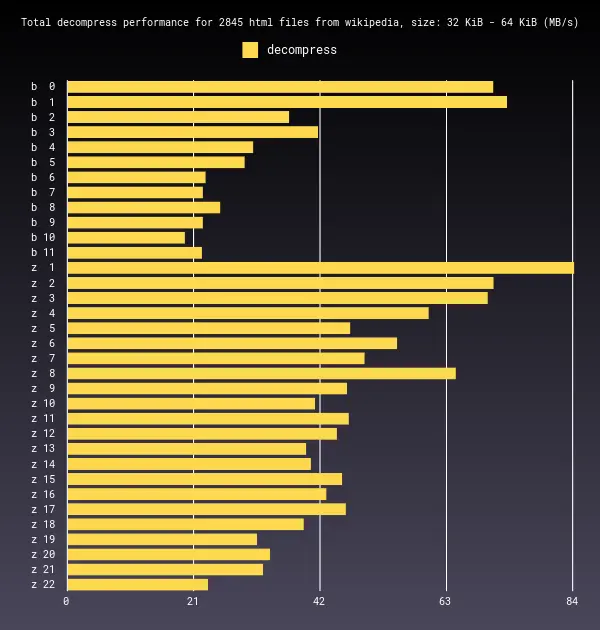 Total decompress performance for 2845 html files from wikipedia, size: 32 KiB - 64 KiB (MB/s)
decompress
b 0
b 1
b 2
b 3
b 4
b 5
b 6
b 7
b 8
b 9
b 10
b 11
z 1
z 2
z 3
z 4
z 5
z 6
z 7
z 8
z 9
z 10
z 11
z 12
z 13
z 14
z 15
z 16
z 17
z 18
z 19
z 20
z 21
z 22
0 21 42 63 84